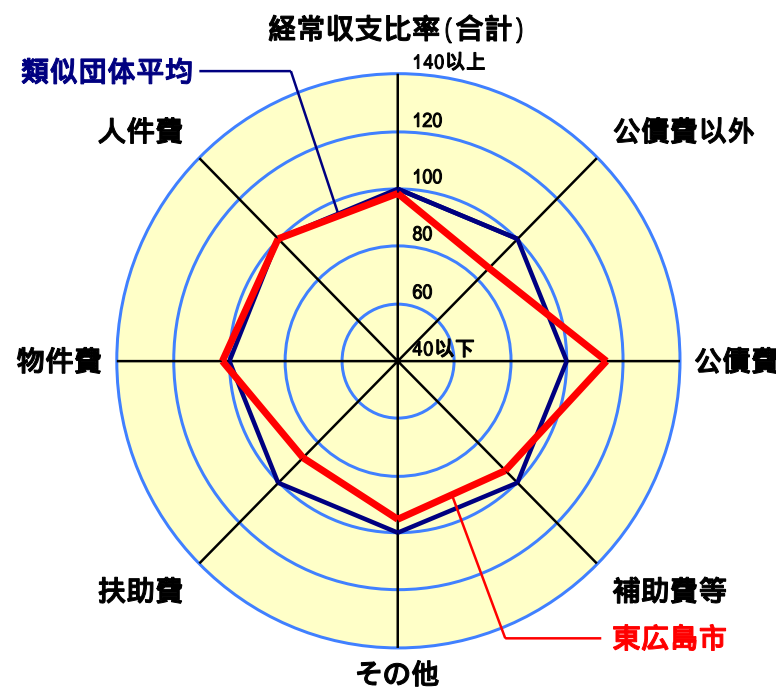 経常収支比率(合計)
140以上
類似団体平均
120
人件費
公債費以外
100
80
60
40以下
物件費
公債費
扶助費
補助費等
東広島市
その他